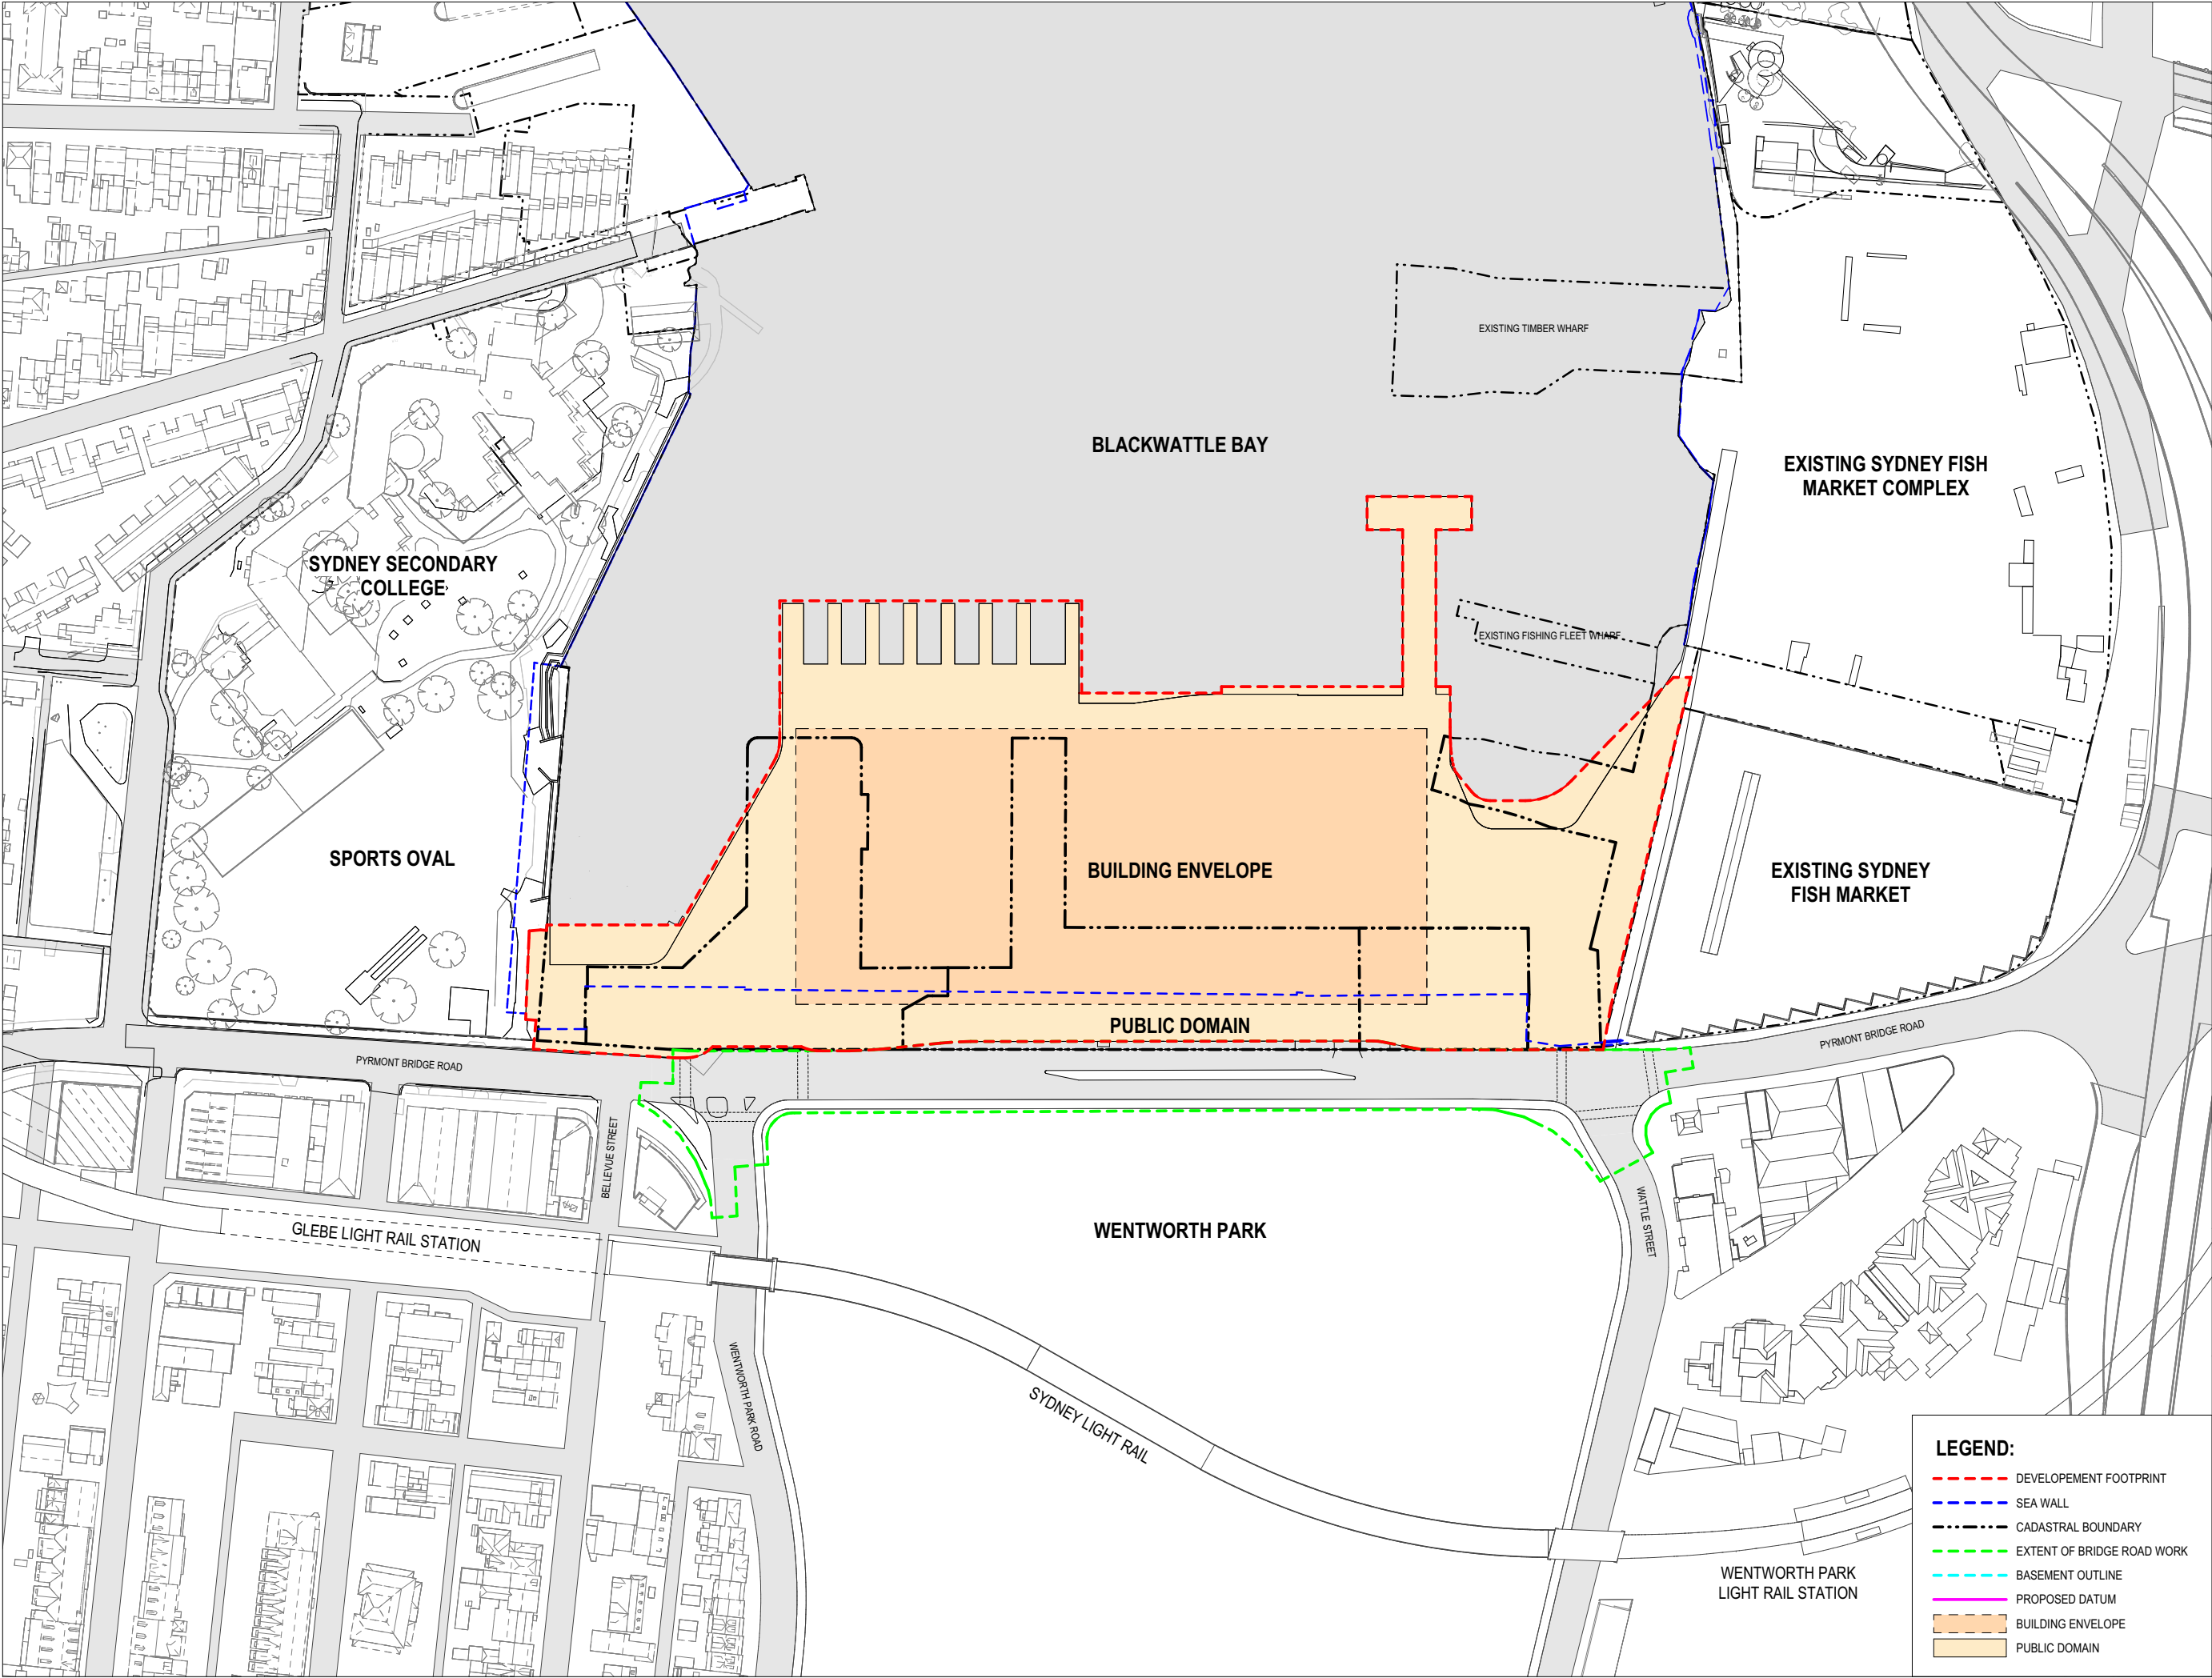 EXISTING TIMBER WHARF
BLACKWATTLE BAY
EXISTING SYDNEY FISH
MARKET COMPLEX
SYDNEY SECONDARY
COLLEGE
EXISTING FISHING FLEET WHARF
SPORTS OVAL
BUILDING ENVELOPE
EXISTING SYDNEY
FISH MARKET
PUBLIC DOMAIN
PYRMONT BRIDGE ROAD
PYRMONT BRIDGE ROAD
BELLEVUE STREET
WENTWORTH PARK
WATTLE STREET
GLEBE LIGHT RAIL STATION
WENTWORTH PARK ROAD
SYDNEY LIGHT RAIL
WENTWORTH PARK
LIGHT RAIL STATION
LEGEND:
DEVELOPEMENT FOOTPRINT
SEA WALL
CADASTRAL BOUNDARY
EXTENT OF BRIDGE ROAD WORK
BASEMENT OUTLINE
PROPOSED DATUM
BUILDING ENVELOPE
PUBLIC DOMAIN